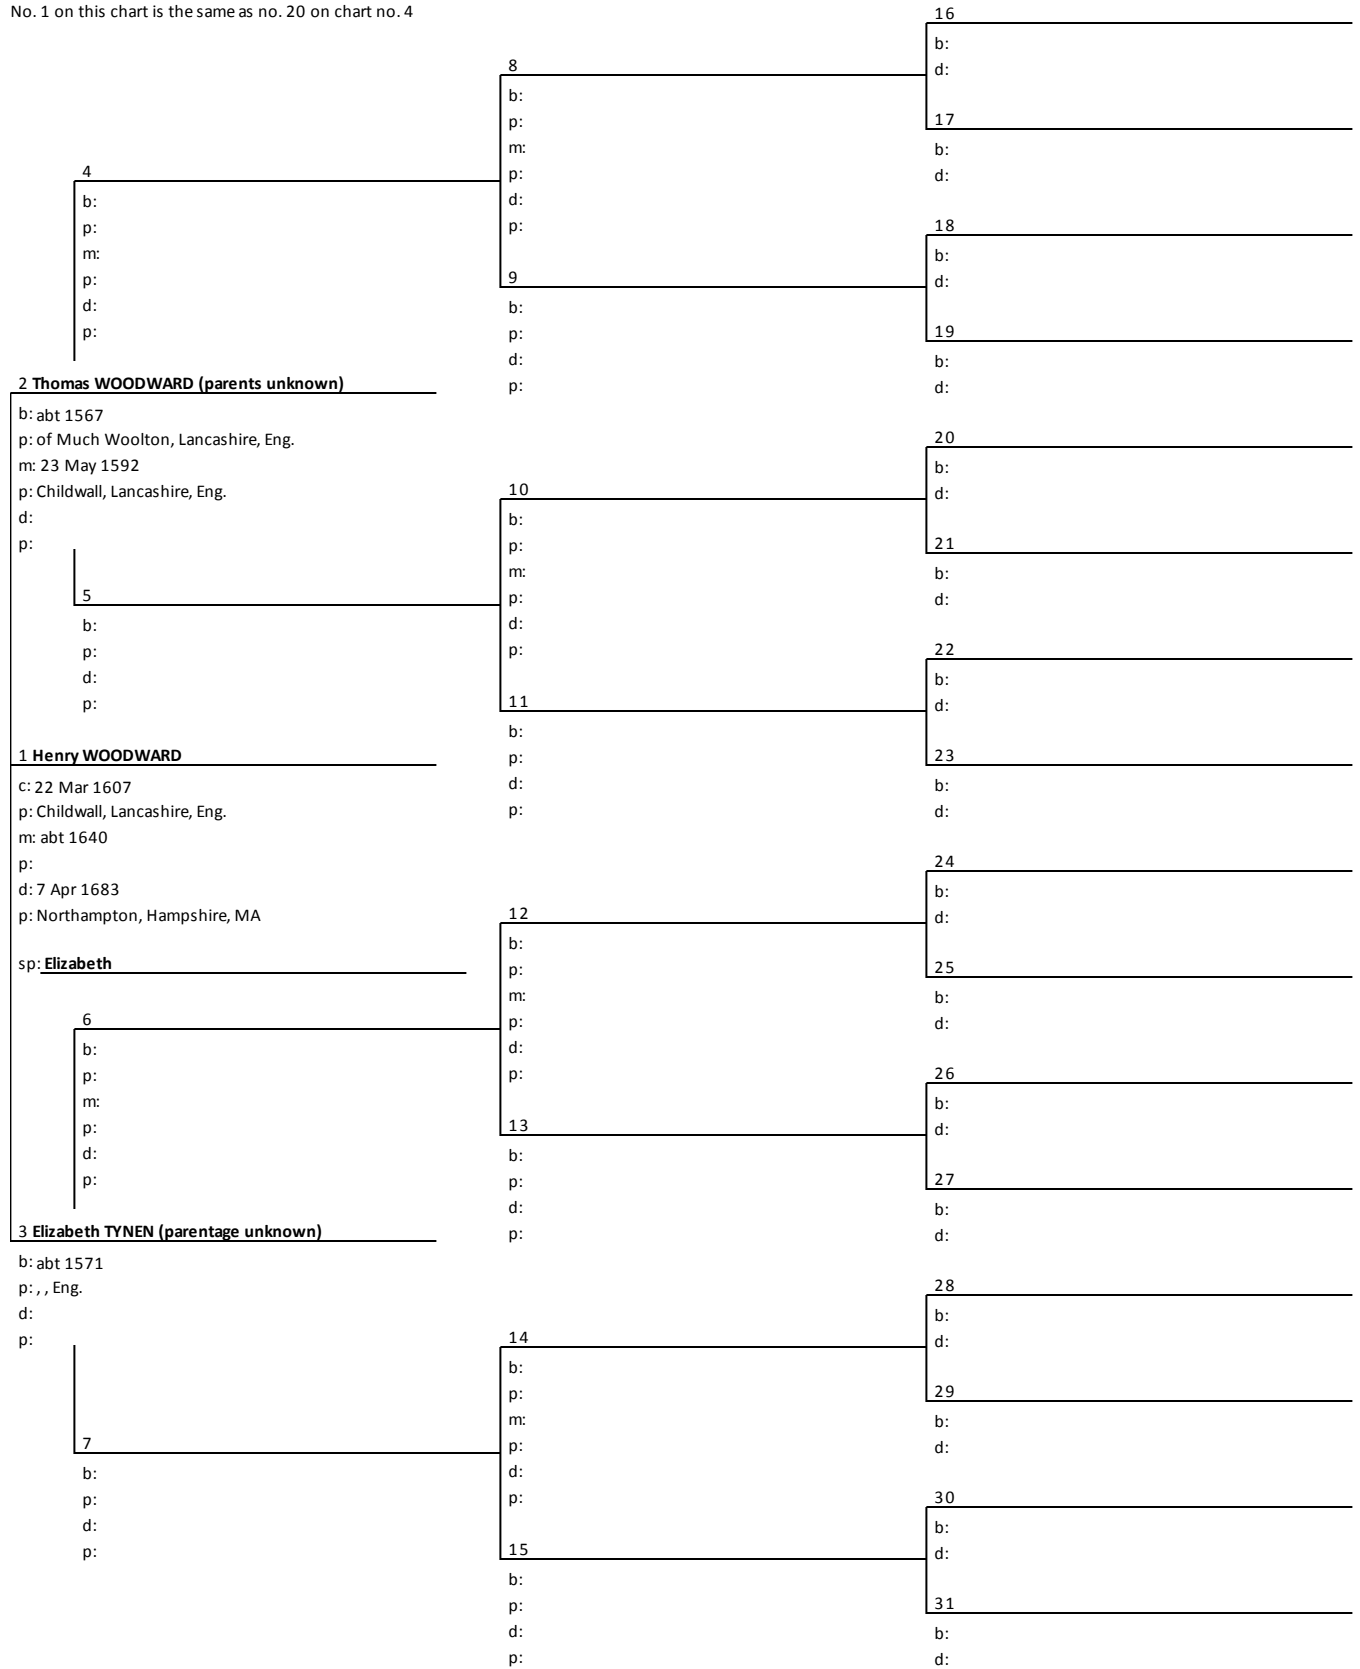 No. 1 on this chart is the same as no. 20 on chart no. 4
4
b:
p:
m:
p:
d:
p:
2 Thomas WOODWARD (parents unknown)
b: abt 1567
p: of Much Woolton, Lancashire, Eng.
m: 23 May 1592
p: Childwall, Lancashire, Eng.
d:
p:
5
b:
p:
d:
p:
1 Henry WOODWARD
c: 22 Mar 1607
p: Childwall, Lancashire, Eng.
m: abt 1640
p:
d: 7 Apr 1683
p: Northampton, Hampshire, MA
sp: Elizabeth
6
b:
p:
m:
p:
d:
p:
3 Elizabeth TYNEN (parentage unknown)
b: abt 1571
p: , , Eng.
d:
p:
7
b:
p:
d:
p:
8
b:
p:
m:
p:
d:
p:
9
b:
p:
d:
p:
10
b:
p:
m:
p:
d:
p:
11
b:
p:
d:
p:
12
b:
p:
m:
p:
d:
p:
13
b:
p:
d:
p:
14
b:
p:
m:
p:
d:
p:
15
b:
p:
d:
p:
16
b:
d:
17
b:
d:
18
b:
d:
19
b:
d:
20
b:
d:
21
b:
d:
22
b:
d:
23
b:
d:
24
b:
d:
25
b:
d:
26
b:
d:
27
b:
d:
28
b:
d:
29
b:
d:
30
b:
d:
31
b:
d: